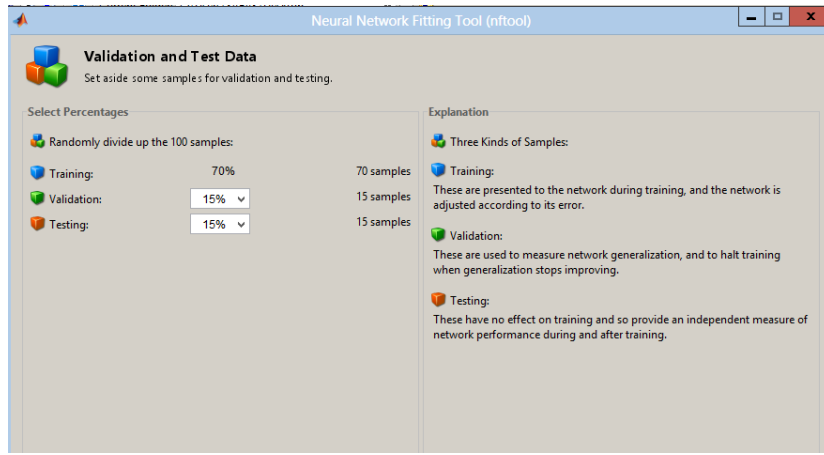 Neural Network Fitting Tool (nftool)
Validation and Test Data
Set aside some samples for validation and testing.
Select Percentages
Randomly divide up the 100 samples:
Training: 70% 70 samples
Validation: 15% 15 samples
Testing: 15% 15 samples
Explanation
Three Kinds of Samples:
Training:
These are presented to the network during training, and the network is
adjusted according to its error.
Validation:
These are used to measure network generalization, and to halt training
when generalization stops improving.
Testing:
These have no effect on training and so provide an independent measure of
network performance during and after training.